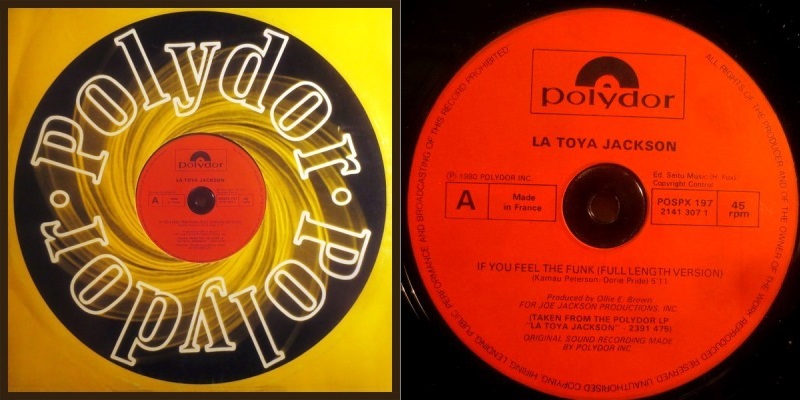 Polydor • Polydor •
polydor
LA TOYA JACKSON
ALL RIGHTS OF THE PRODUCER AND OF THE OWNER OF THE WORK REPRODUCED RESERVED UNAUTHORISED COPYING HIRING LENDING PUBLIC PERFORMANCE AND BROADCASTING OF THIS RECORD PROHIBITED
polydor
LA TOYA JACKSON
℗ 1980 POLYDOR INC.
A
Made
in France
Ed. Sepu Music
Copyright Control
POSPX 197
2141 307 1
45
rpm
IF YOU FEEL THE FUNK (FULL LENGTH VERSION)
(Kamau Peterson, Dorie Pride) 5'11
Produced by Ollie E. Brown
FOR JOE JACKSON PRODUCTIONS, INC
(TAKEN FROM THE POLYDOR LP
"LA TOYA JACKSON" - 2391 475)
ORIGINAL SOUND RECORDING MADE
BY POLYDOR INC